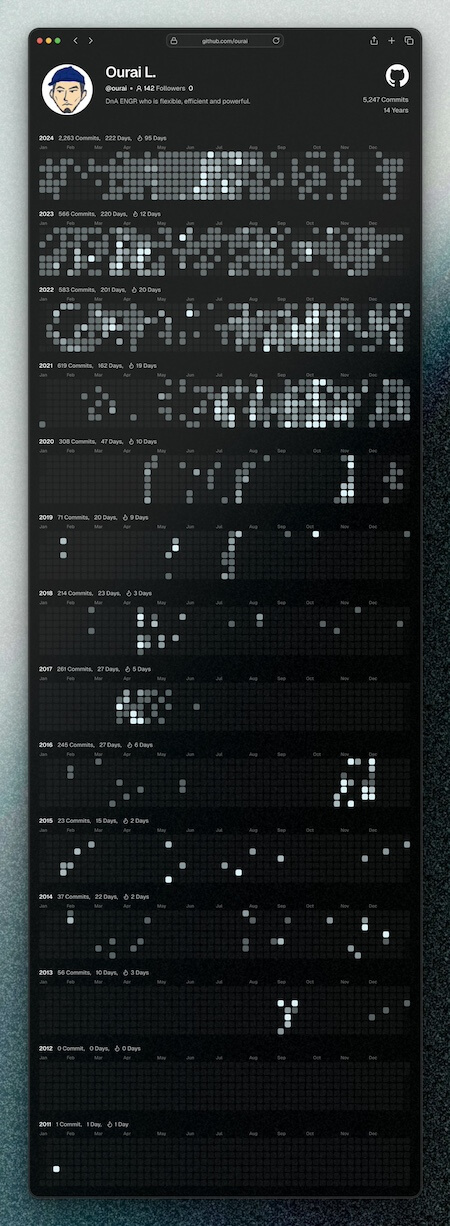 github.com/ourai
Ourai L.
@ourai • 142 Followers 0
DnA ENGR who is flexible, efficient and powerful.
5,247 Commits
14 Years
2024 2,263 Commits, 222 Days, 95 Days
Jan Feb Mar Apr May Jun Jul Aug Sep Oct Nov Dec
2023 566 Commits, 220 Days, 12 Days
Jan Feb Mar Apr May Jun Jul Aug Sep Oct Nov Dec
2022 583 Commits, 201 Days, 20 Days
Jan Feb Mar Apr May Jun Jul Aug Sep Oct Nov Dec
2021 619 Commits, 162 Days, 19 Days
Jan Feb Mar Apr May Jun Jul Aug Sep Oct Nov Dec
2020 308 Commits, 47 Days, 10 Days
Jan Feb Mar Apr May Jun Jul Aug Sep Oct Nov Dec
2019 71 Commits, 20 Days, 9 Days
Jan Feb Mar Apr May Jun Jul Aug Sep Oct Nov Dec
2018 214 Commits, 23 Days, 3 Days
Jan Feb Mar Apr May Jun Jul Aug Sep Oct Nov Dec
2017 261 Commits, 27 Days, 5 Days
Jan Feb Mar Apr May Jun Jul Aug Sep Oct Nov Dec
2016 245 Commits, 27 Days, 6 Days
Jan Feb Mar Apr May Jun Jul Aug Sep Oct Nov Dec
2015 23 Commits, 15 Days, 2 Days
Jan Feb Mar Apr May Jun Jul Aug Sep Oct Nov Dec
2014 37 Commits, 22 Days, 2 Days
Jan Feb Mar Apr May Jun Jul Aug Sep Oct Nov Dec
2013 56 Commits, 10 Days, 3 Days
Jan Feb Mar Apr May Jun Jul Aug Sep Oct Nov Dec
2012 0 Commit, 0 Days, 0 Days
Jan Feb Mar Apr May Jun Jul Aug Sep Oct Nov Dec
2011 1 Commit, 1 Day, 1 Day
Jan Feb Mar Apr May Jun Jul Aug Sep Oct Nov Dec